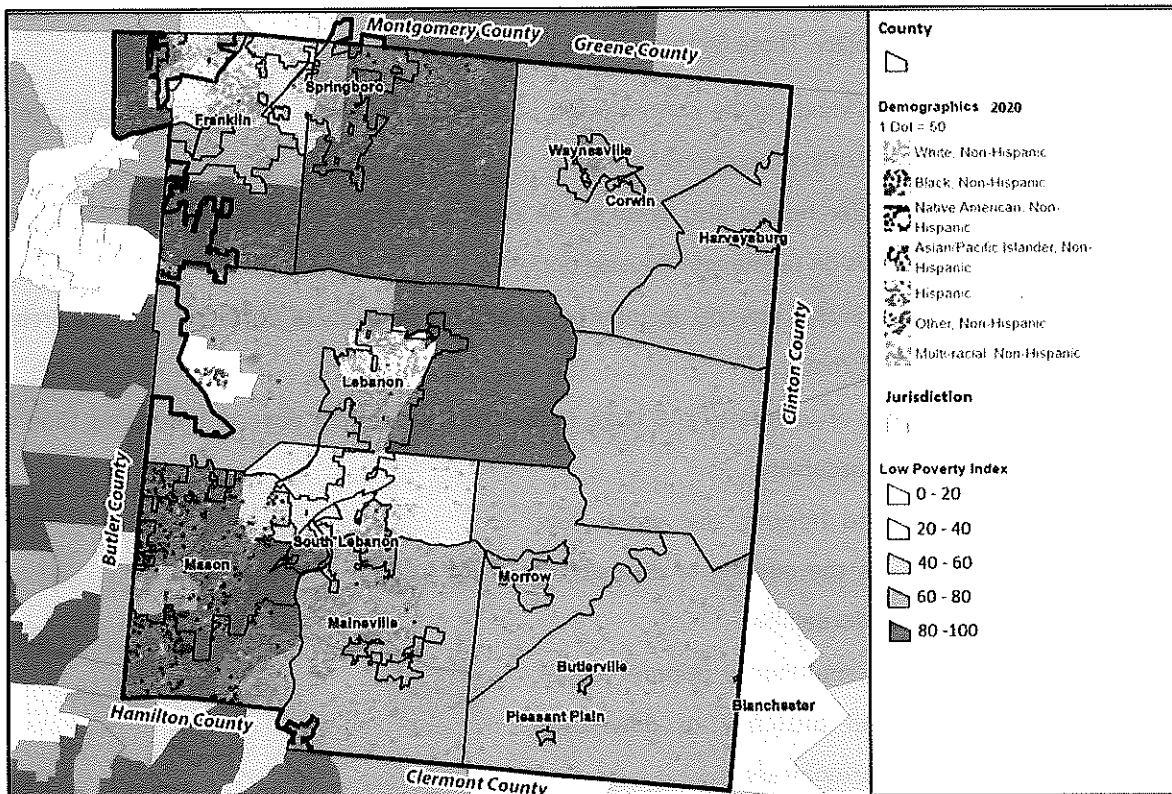 Montgomery County
Greene County
Springboro
Franklin
Waynesville
Corwin
Harveysburg
Clinton County
Lebanon
Butler County
South Lebanon
Mason
Morrow
Maineville
Butlerville
Blanchester
Pleasant Plain
Hamilton County
Clermont County
County
Demographics 2020
1 Dot = 50
White, Non-Hispanic
Black, Non-Hispanic
Native American, Non-
Hispanic
Asian/Pacific Islander, Non-
Hispanic
Hispanic
Other, Non-Hispanic
Multi-racial, Non-Hispanic
Jurisdiction
Low Poverty Index
0 - 20
20 - 40
40 - 60
60 - 80
80 -100